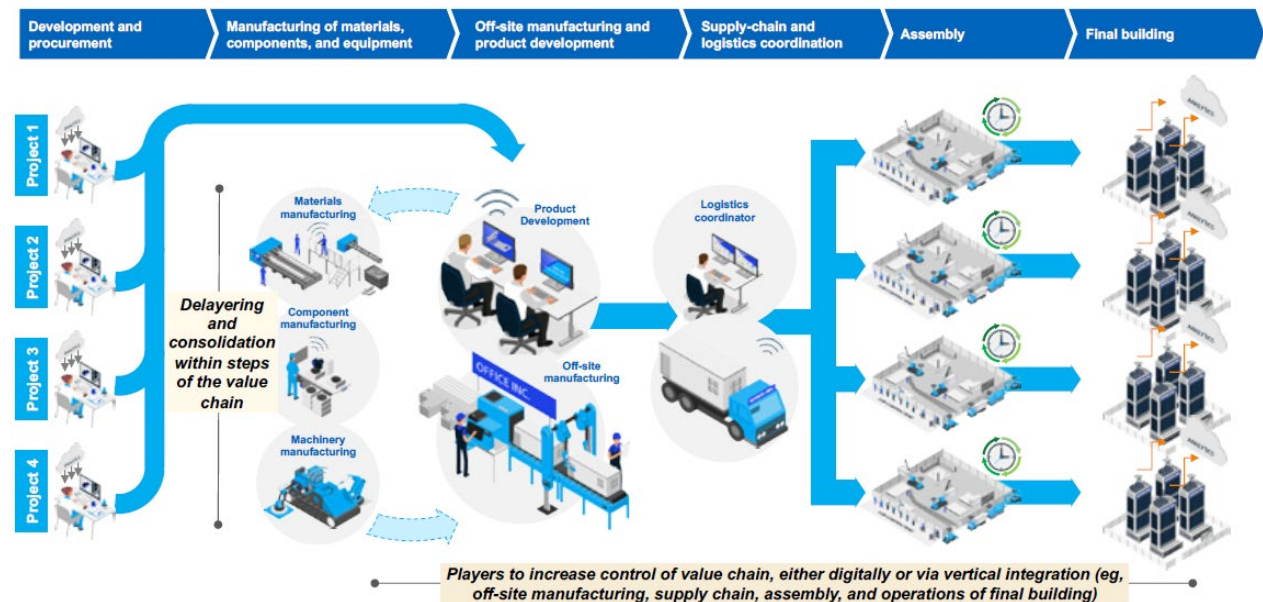 Development and
procurement
Manufacturing of materials,
components, and equipment
Off-site manufacturing and
product development
Supply-chain and
logistics coordination
Assembly
Final building
Project 1
Project 2
Project 3
Project 4
Delayering
and
consolidation
within steps
of the value
chain
Materials
manufacturing
Component
manufacturing
Machinery
manufacturing
Product
Development
Off-site
manufacturing
OFFICE INC.
Logistics
coordinator
ANALYTICS
ANALYTICS
ANALYTICS
ANALYTICS
Players to increase control of value chain, either digitally or via vertical integration (eg,
off-site manufacturing, supply chain, assembly, and operations of final building)